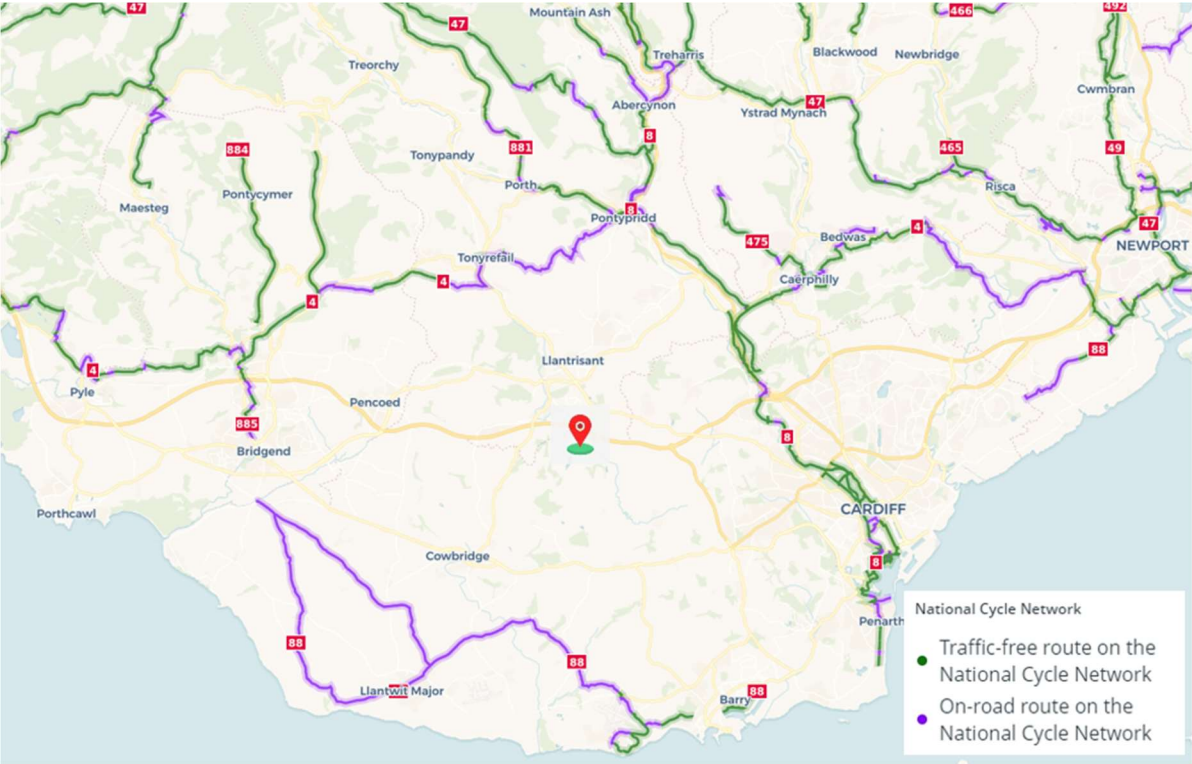 47
492
466
Mountain Ash
47
Treharris
Blackwood
Newbridge
Treorchy
Cwmbran
Abercynon
47
Ystrad Mynach
8
884
881
465
49
Tonypandy
Porth
Risca
Pontycymer
Maesteg
8
Pontypridd
47
4
475
Bedwas
NEWPORT
Tonyrefail
4
Caerphilly
4
88
Llantrisant
4
Pyle
Pencoed
885
8
Bridgend
CARDIFF
Porthcawl
Cowbridge
8
National Cycle Network
Penarth
88
Traffic-free route on the
National Cycle Network
88
Llantwit Major
Barry
88
On-road route on the
National Cycle Network